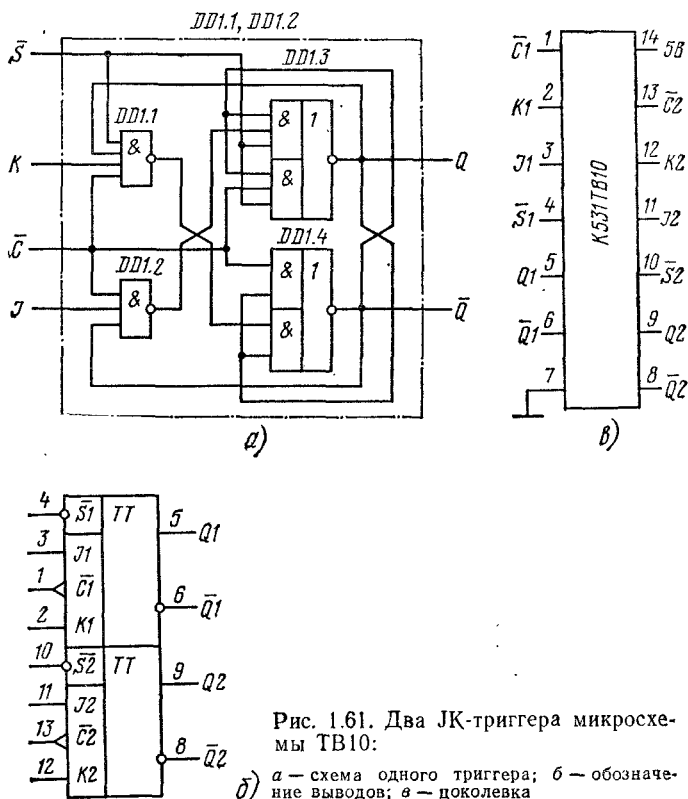 DD1.1, DD1.2
S̅
K
C̅
J
DD1.1
&
DD1.2
&
DD1.3
& 1
&
DD1.4
& 1
&
Q
Q̅
а)
К531ТВ10
C̅1 1
K1 2
J1 3
S̅1 4
Q1 5
Q̅1 6
7
14 5В
13 C̅2
12 K2
11 J2
10 S̅2
9 Q2
8 Q̅2
в)
4 S̅1 TT 5 Q1
3 J1
1 C̅1 6 Q̅1
2 K1
10 S̅2 TT 9 Q2
11 J2
13 C̅2 8 Q̅2
12 K2
б)
Рис. 1.61. Два JK-триггера микросхе-
мы ТВ10:
а — схема одного триггера; б — обозначе-
ние выводов; в — цоколевка